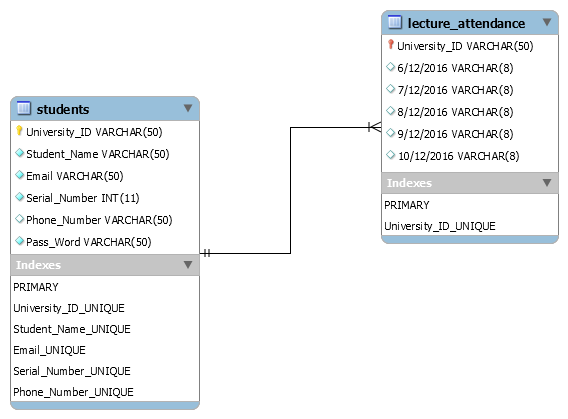 students
University_ID VARCHAR(50)
Student_Name VARCHAR(50)
Email VARCHAR(50)
Serial_Number INT(11)
Phone_Number VARCHAR(50)
Pass_Word VARCHAR(50)
Indexes
PRIMARY
University_ID_UNIQUE
Student_Name_UNIQUE
Email_UNIQUE
Serial_Number_UNIQUE
Phone_Number_UNIQUE
lecture_attendance
University_ID VARCHAR(50)
6/12/2016 VARCHAR(8)
7/12/2016 VARCHAR(8)
8/12/2016 VARCHAR(8)
9/12/2016 VARCHAR(8)
10/12/2016 VARCHAR(8)
Indexes
PRIMARY
University_ID_UNIQUE